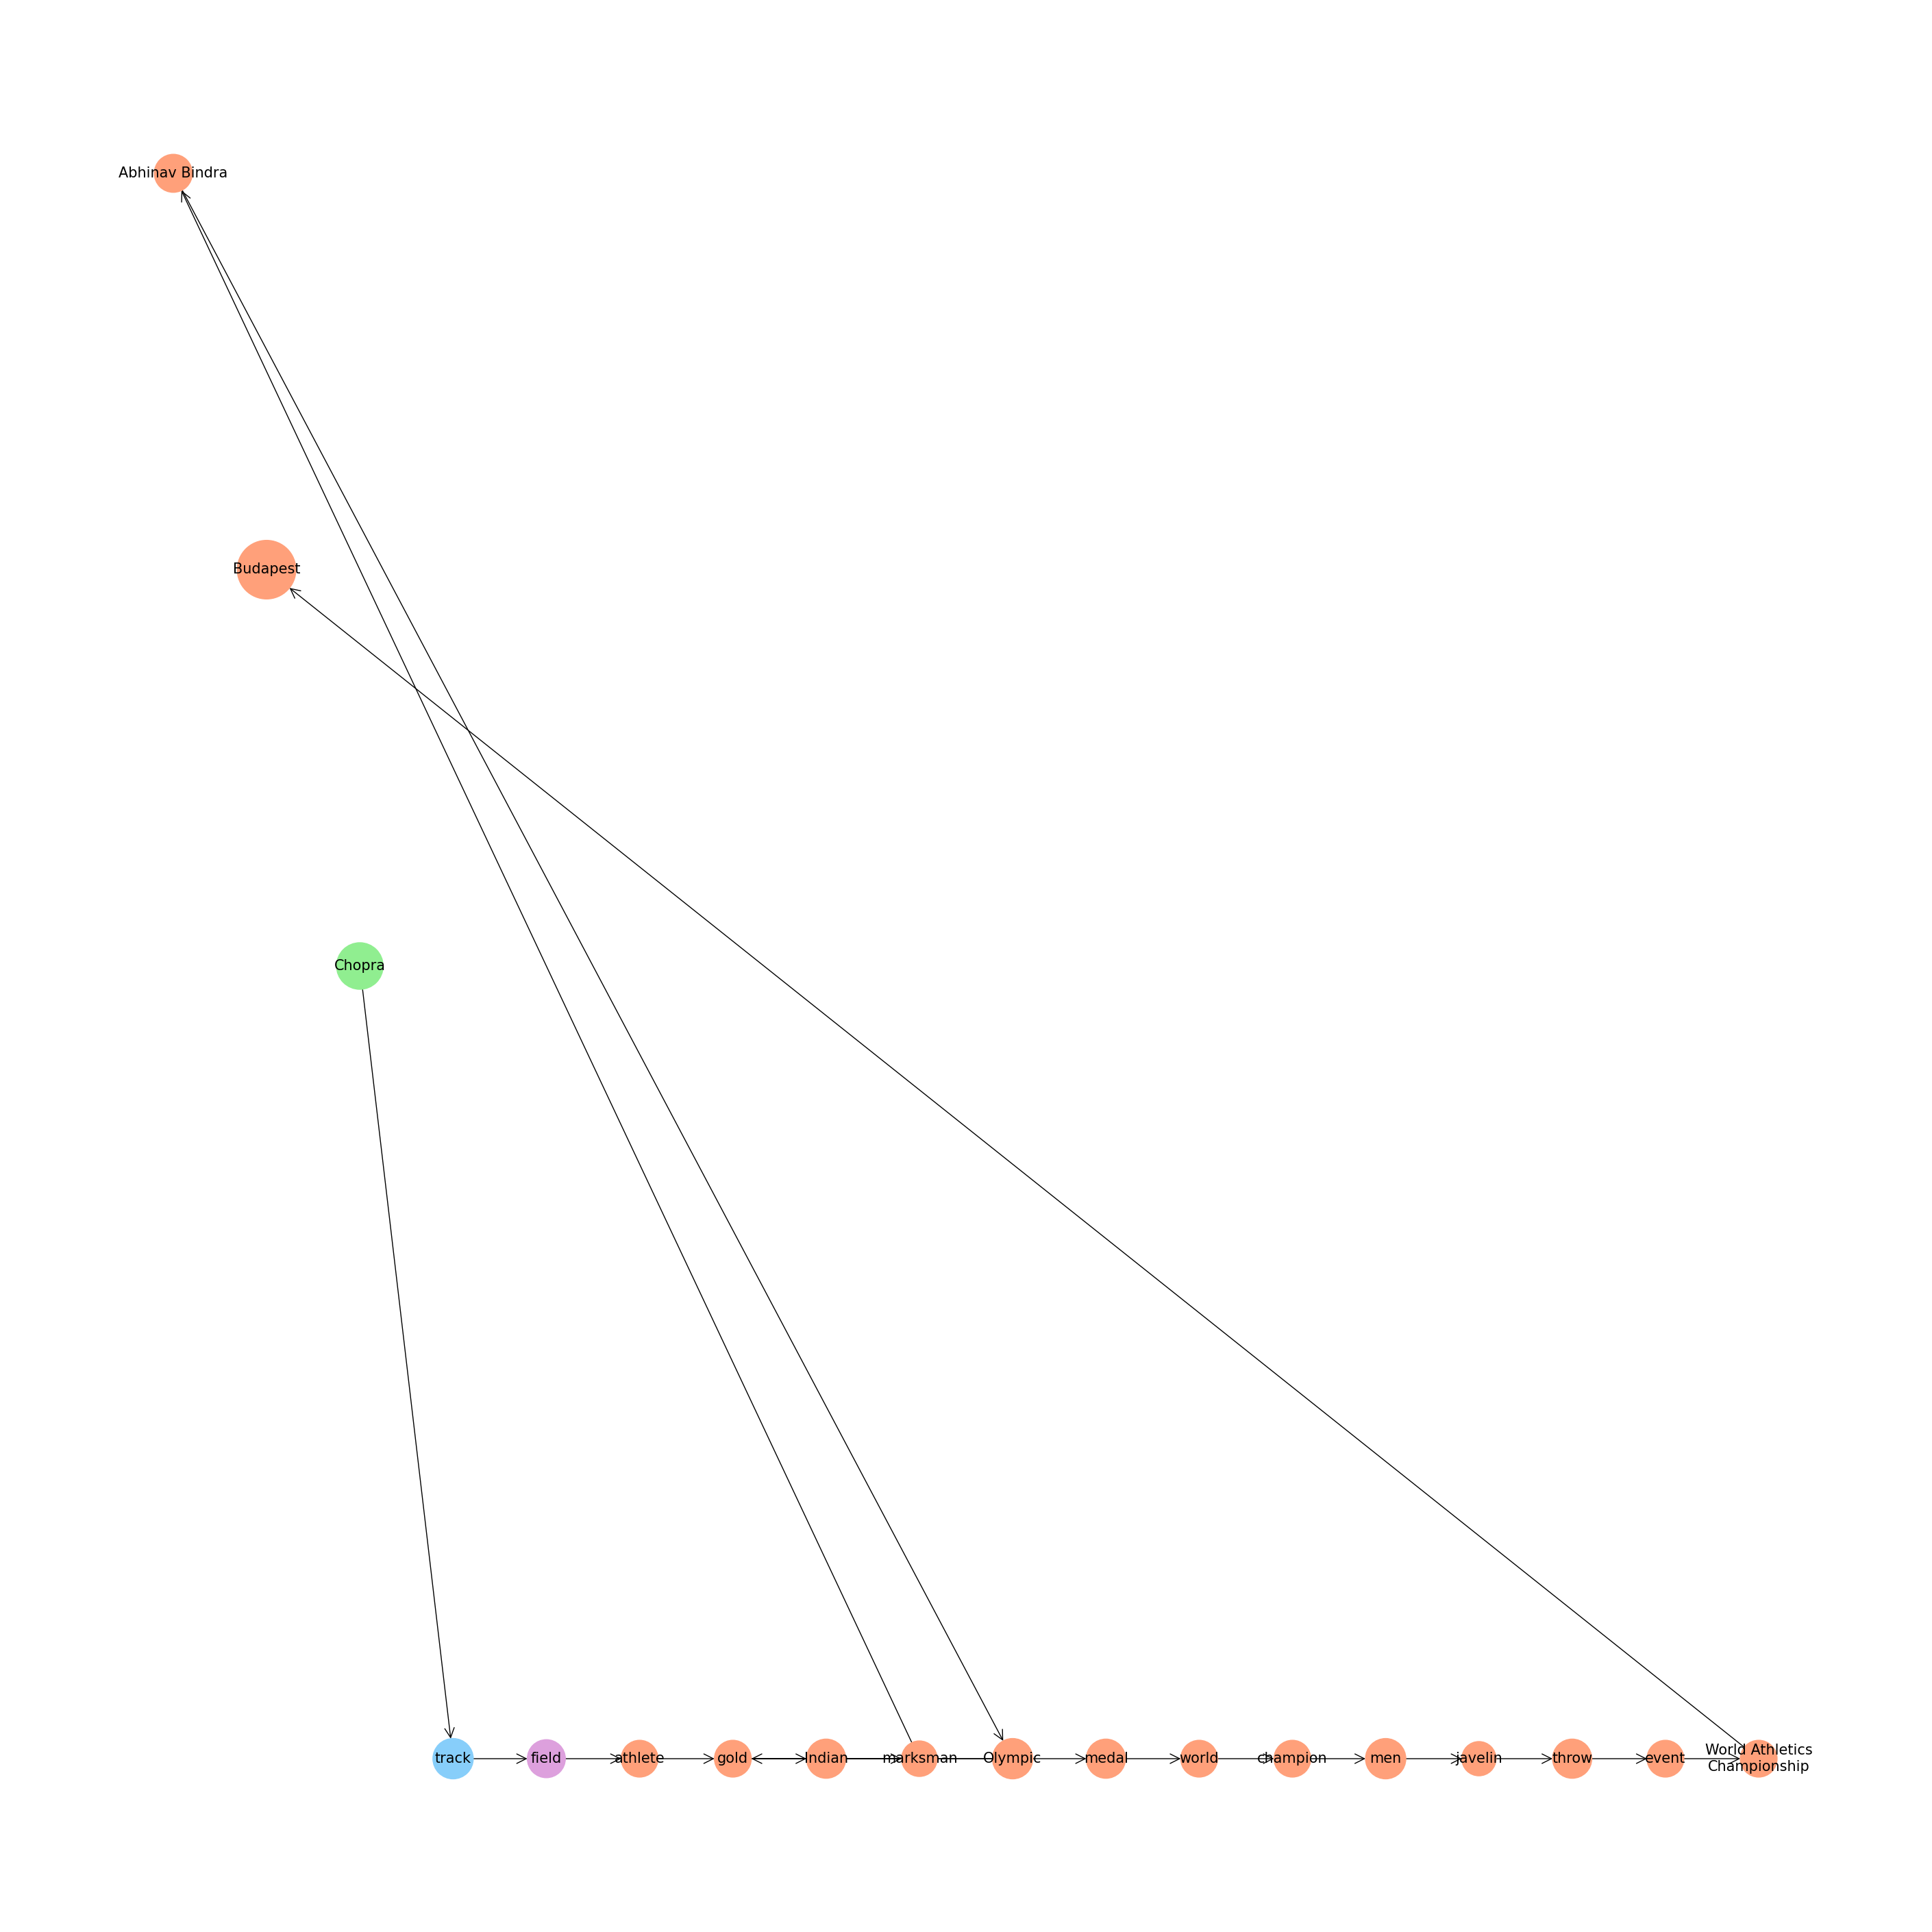 Abhinav Bindra
Budapest
Chopra
track
field
athlete
gold
Indian
marksman
Olympic
medal
world
champion
men
javelin
throw
event
World Athletics
Championship